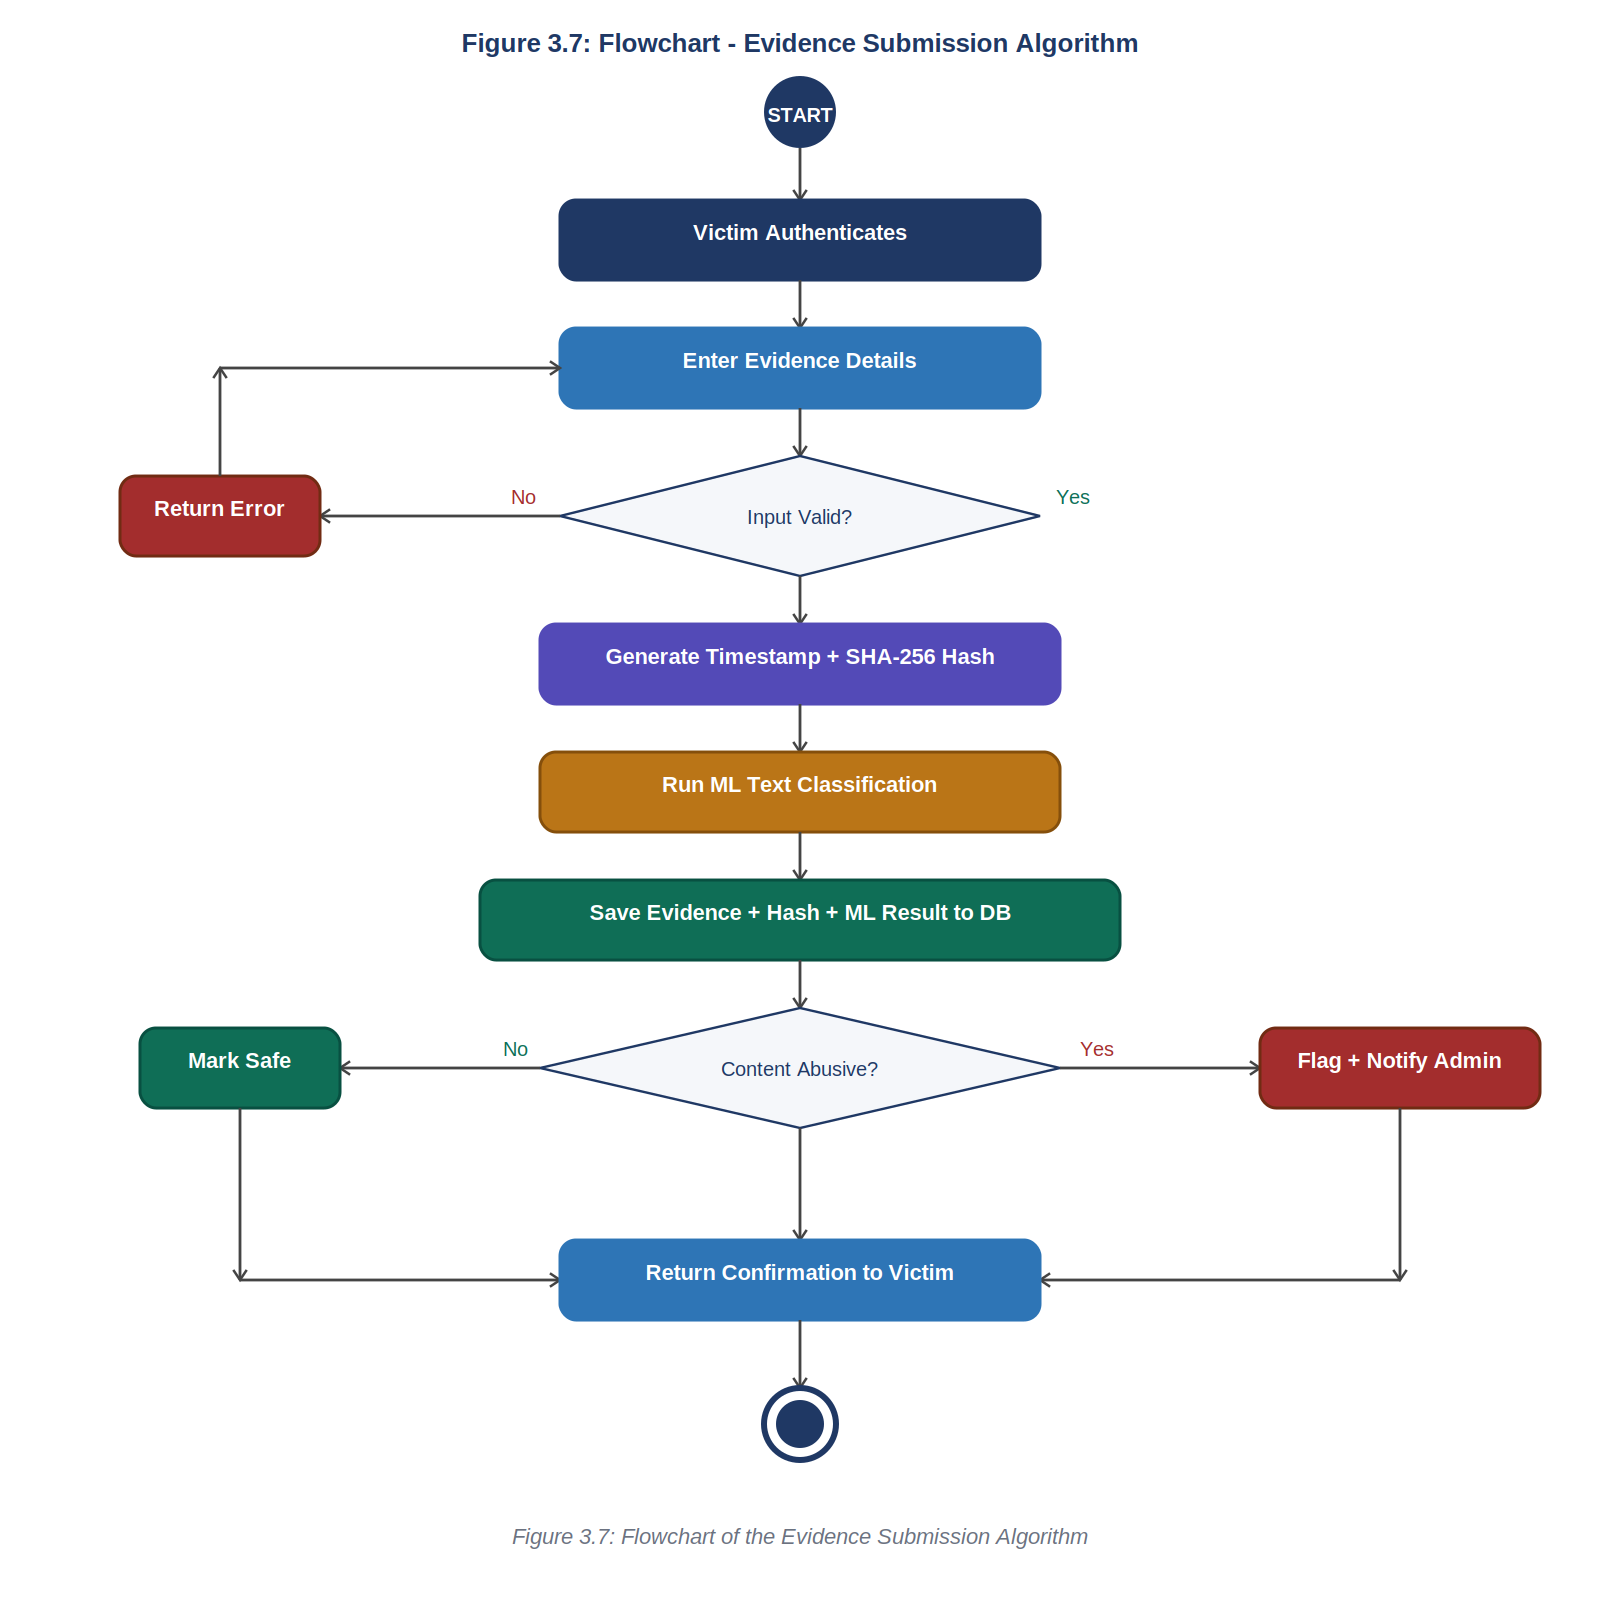 Figure 3.7: Flowchart - Evidence Submission Algorithm
START
Victim Authenticates
Enter Evidence Details
Return Error
No
Input Valid?
Yes
Generate Timestamp + SHA-256 Hash
Run ML Text Classification
Save Evidence + Hash + ML Result to DB
Mark Safe
No
Content Abusive?
Yes
Flag + Notify Admin
Return Confirmation to Victim
Figure 3.7: Flowchart of the Evidence Submission Algorithm